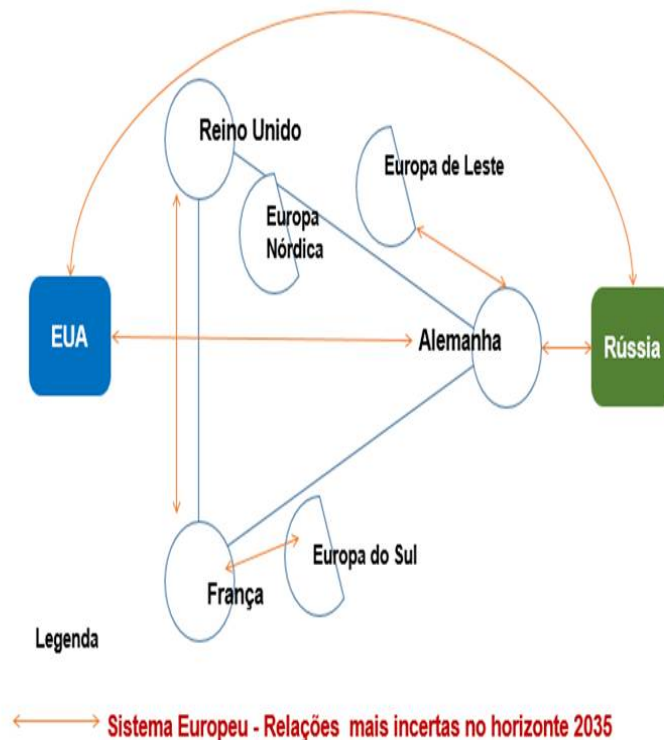 Reino Unido
Europa de Leste
Europa
Nórdica
EUA
Alemanha
Rússia
Europa do Sul
França
Legenda
Sistema Europeu - Relações mais incertas no horizonte 2035